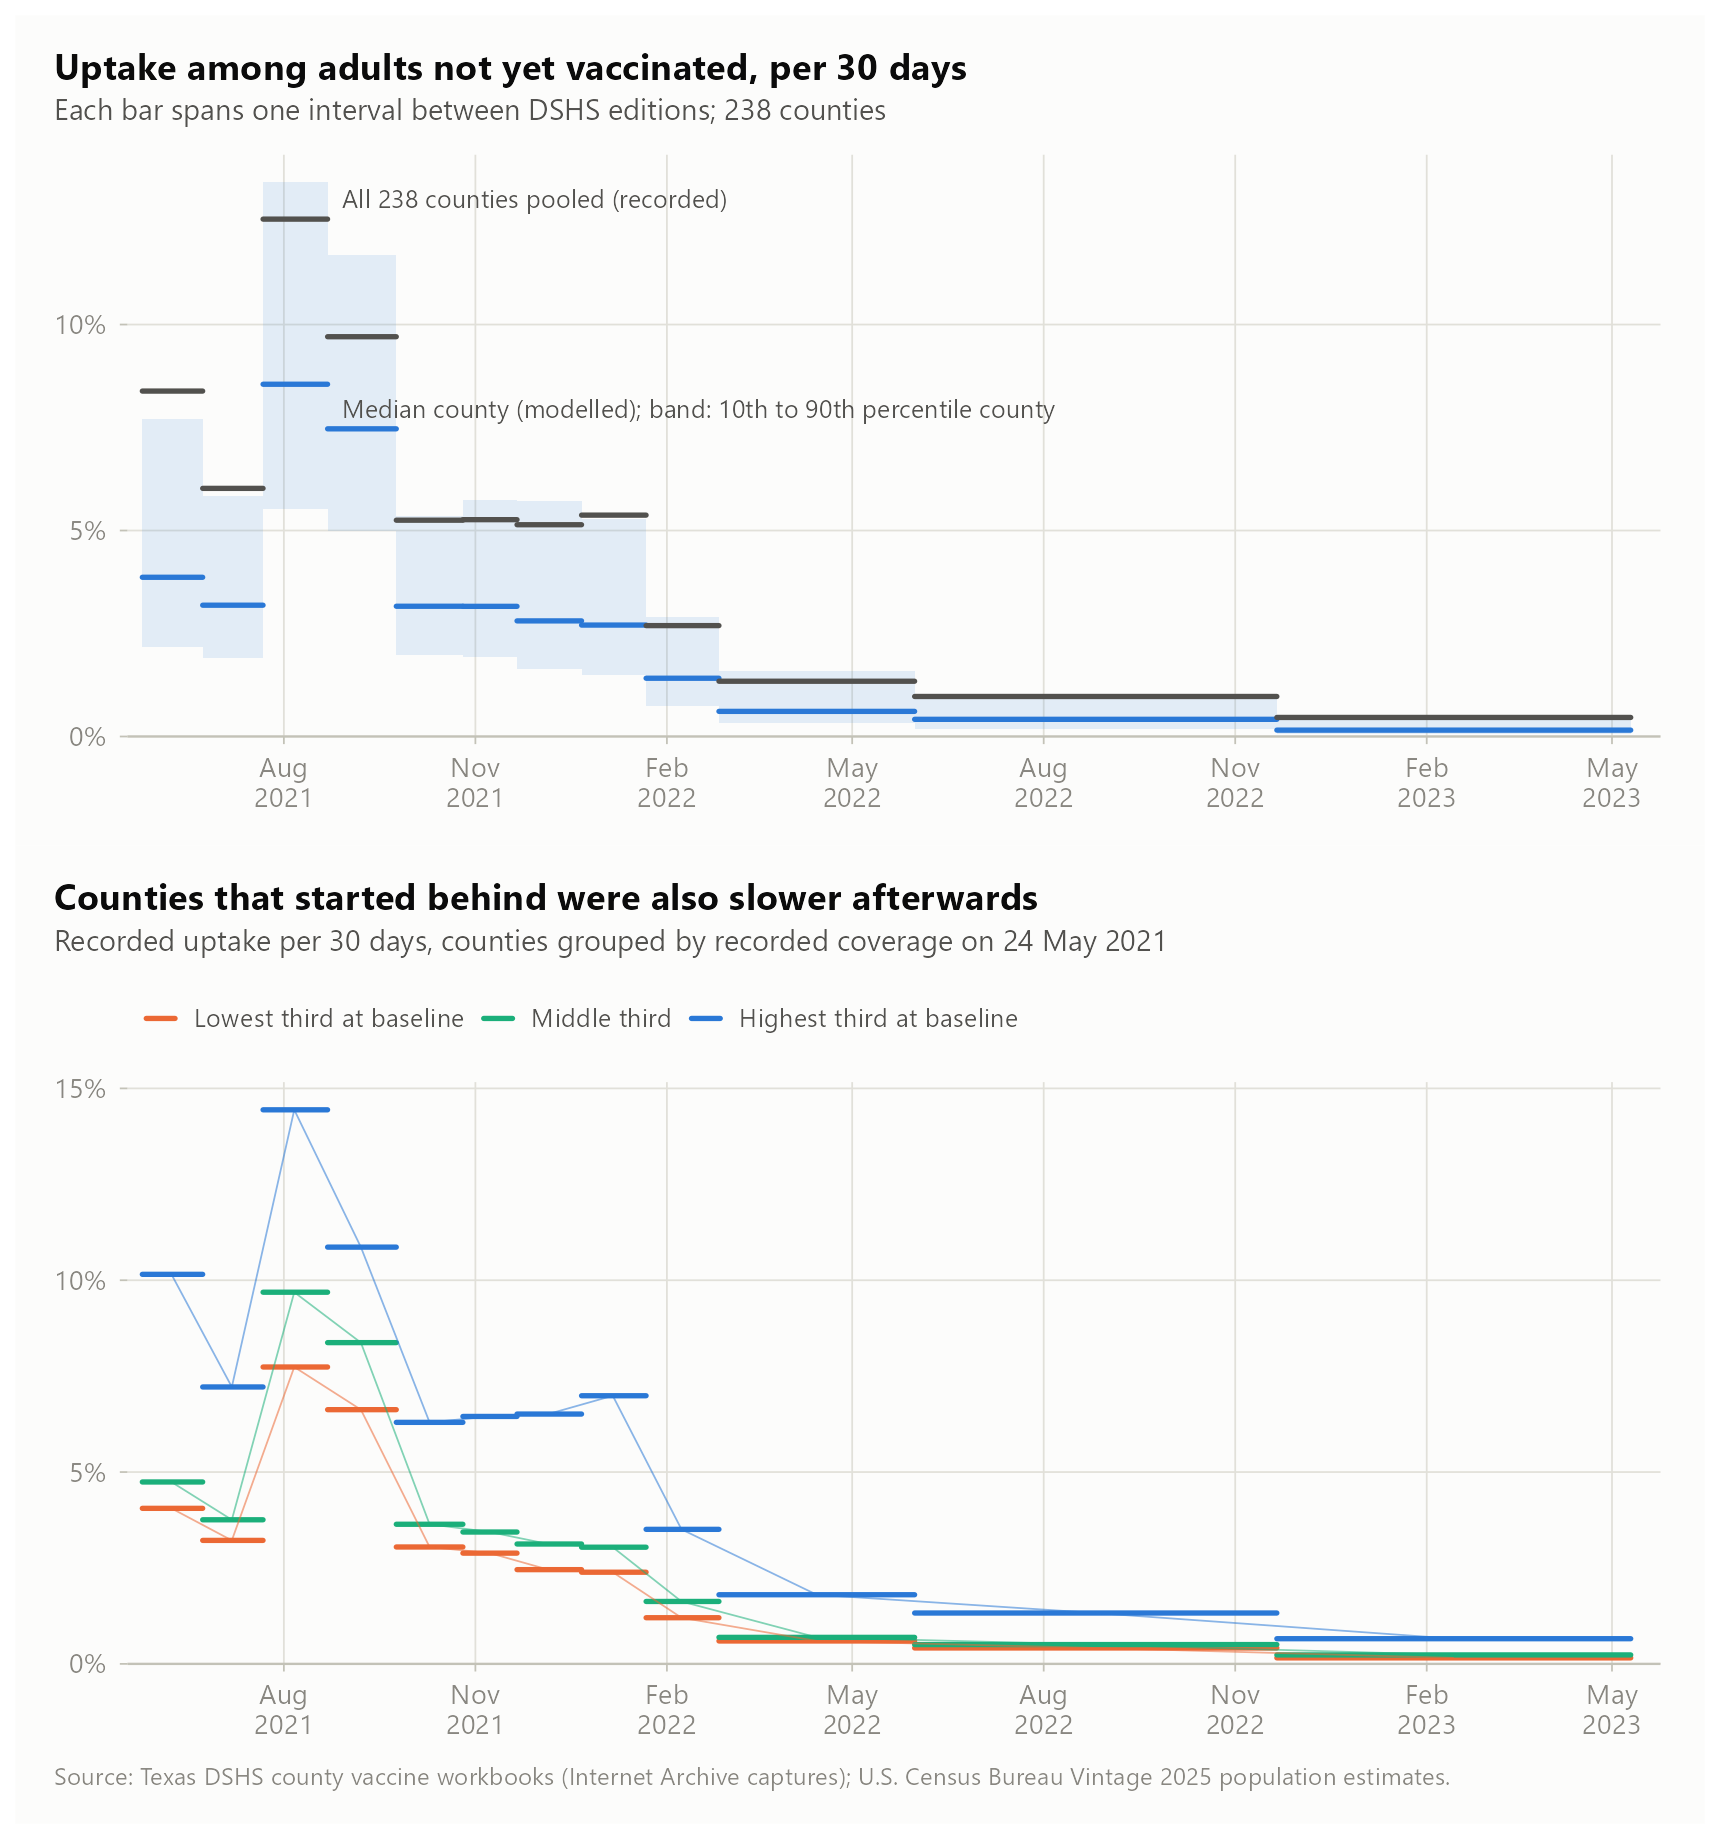 Uptake among adults not yet vaccinated, per 30 days
Each bar spans one interval between DSHS editions; 238 counties
All 238 counties pooled (recorded)
10%
Median county (modelled); band: 10th to 90th percentile county
5%
0%
Aug 2021
Nov 2021
Feb 2022
May 2022
Aug 2022
Nov 2022
Feb 2023
May 2023
Counties that started behind were also slower afterwards
Recorded uptake per 30 days, counties grouped by recorded coverage on 24 May 2021
Lowest third at baseline Middle third Highest third at baseline
15%
10%
5%
0%
Aug 2021
Nov 2021
Feb 2022
May 2022
Aug 2022
Nov 2022
Feb 2023
May 2023
Source: Texas DSHS county vaccine workbooks (Internet Archive captures); U.S. Census Bureau Vintage 2025 population estimates.